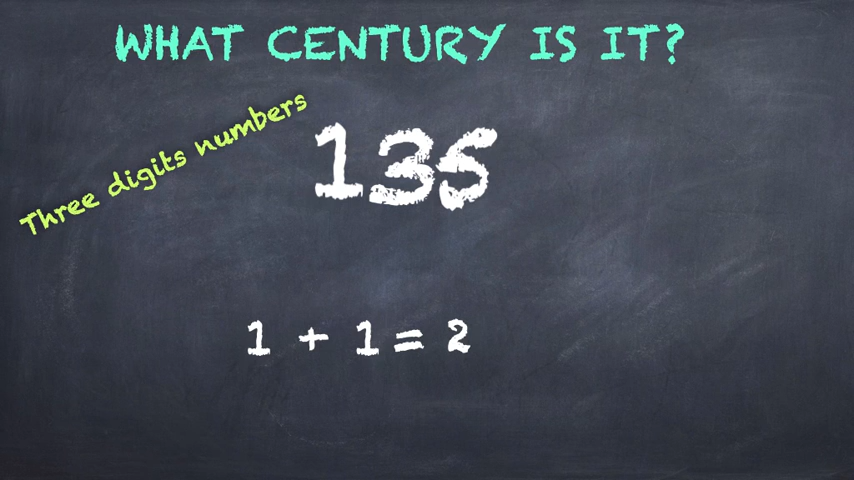 WHAT CENTURY IS IT?
Three digits numbers
135
1 + 1 = 2